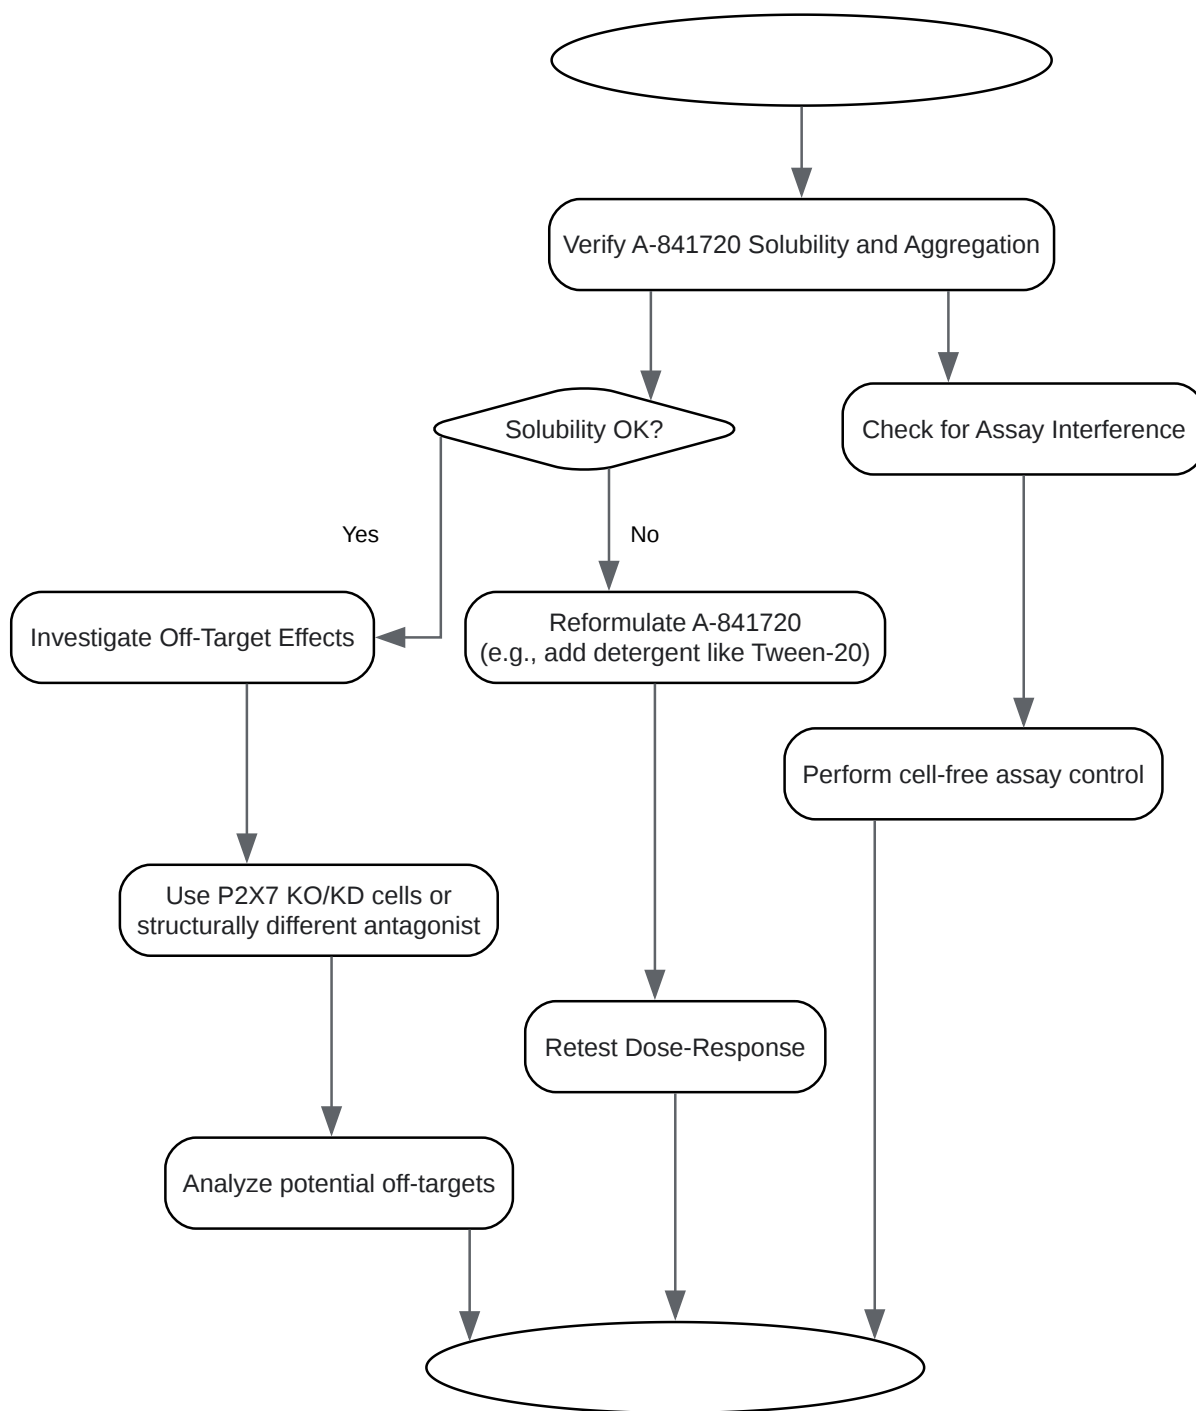 Verify A-841720 Solubility and Aggregation
Solubility OK?
Check for Assay Interference
Yes
No
Investigate Off-Target Effects
Reformulate A-841720
(e.g., add detergent like Tween-20)
Perform cell-free assay control
Use P2X7 KO/KD cells or
structurally different antagonist
Retest Dose-Response
Analyze potential off-targets